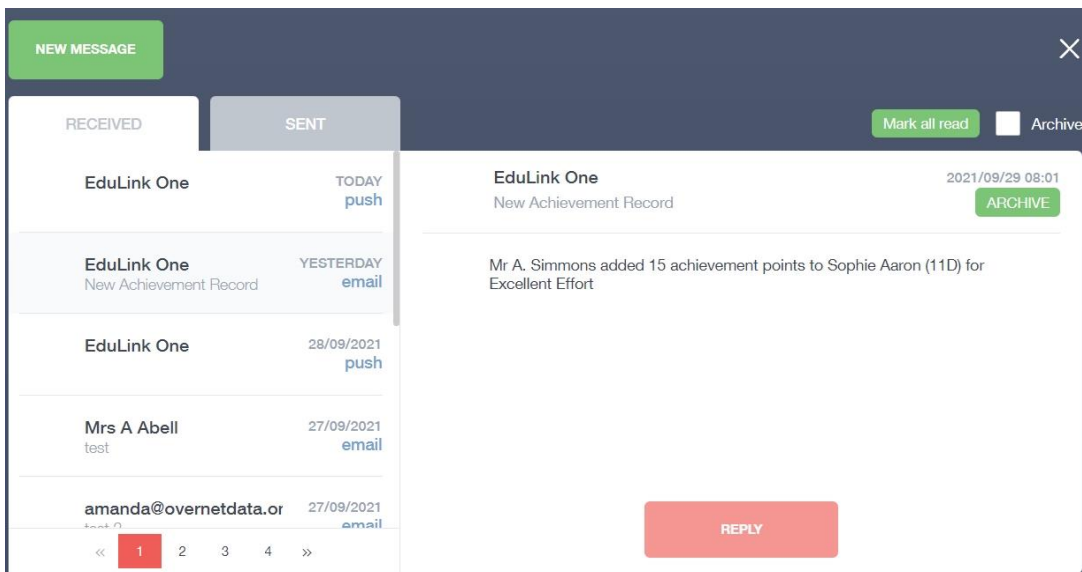 NEW MESSAGE
RECEIVED
SENT
Mark all read
Archive
EduLink One
TODAY
push
EduLink One
YESTERDAY
New Achievement Record
email
EduLink One
28/09/2021
push
Mrs A Abell
27/09/2021
test
email
amanda@overnetdata.or
27/09/2021
test 2
email
« 1 2 3 4 »
EduLink One
2021/09/29 08:01
New Achievement Record
ARCHIVE
Mr A. Simmons added 15 achievement points to Sophie Aaron (11D) for
Excellent Effort
REPLY